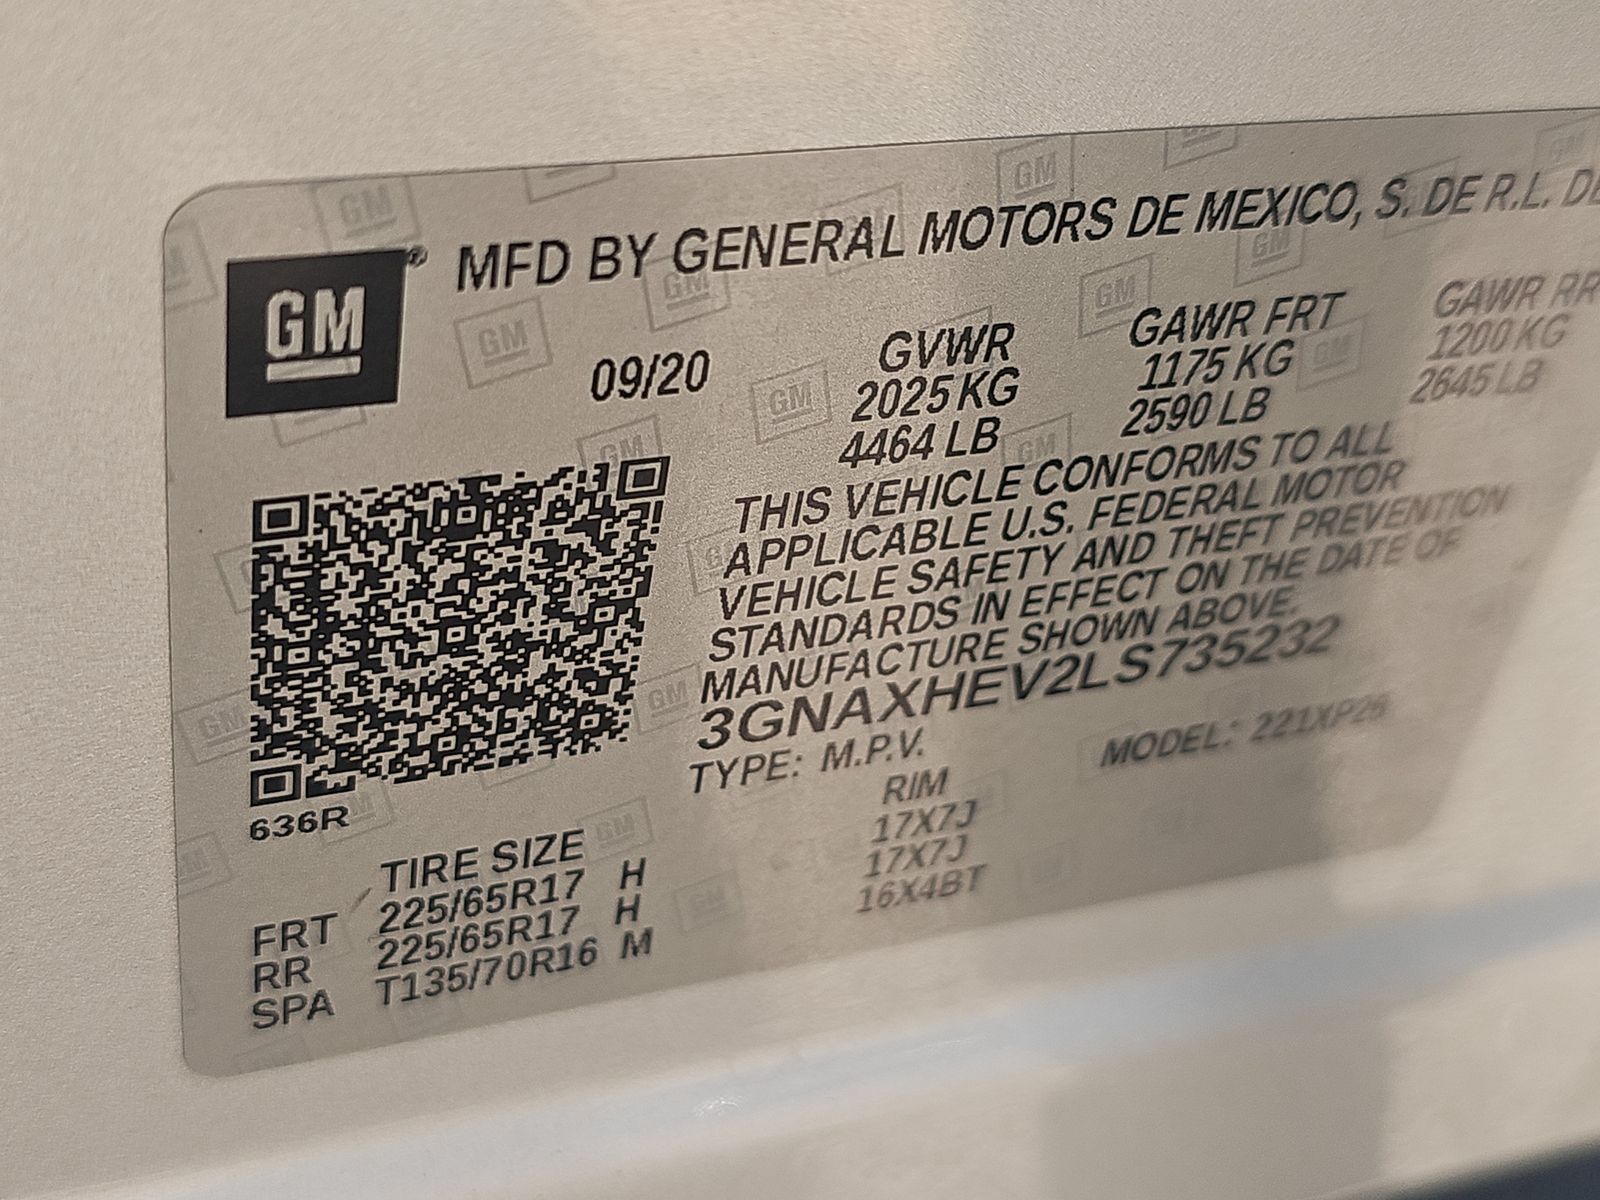 GM® MFD BY GENERAL MOTORS DE MEXICO, S. DE R.L. DE
09/20 GVWR GAWR FRT GAWR RR
2025 KG 1175 KG 1200 KG
4464 LB 2590 LB 2645 LB
THIS VEHICLE CONFORMS TO ALL
APPLICABLE U.S. FEDERAL MOTOR
VEHICLE SAFETY AND THEFT PREVENTION
STANDARDS IN EFFECT ON THE DATE OF
MANUFACTURE SHOWN ABOVE.
3GNAXHEV2LS735232
TYPE: M.P.V. MODEL: 221XP26
636R
TIRE SIZE RIM
FRT 225/65R17 H 17X7J
RR 225/65R17 H 17X7J
SPA T135/70R16 M 16X4BT